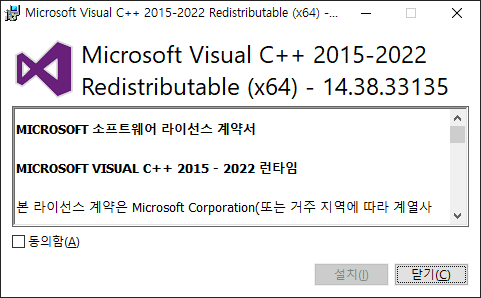 Microsoft Visual C++ 2015-2022 Redistributable (x64) -...
Microsoft Visual C++ 2015-2022
Redistributable (x64) - 14.38.33135
MICROSOFT 소프트웨어 라이선스 계약서
MICROSOFT VISUAL C++ 2015 - 2022 런타임
본 라이선스 계약은 Microsoft Corporation(또는 거주 지역에 따라 계열사
동의함(A)
설치(I)
닫기(C)